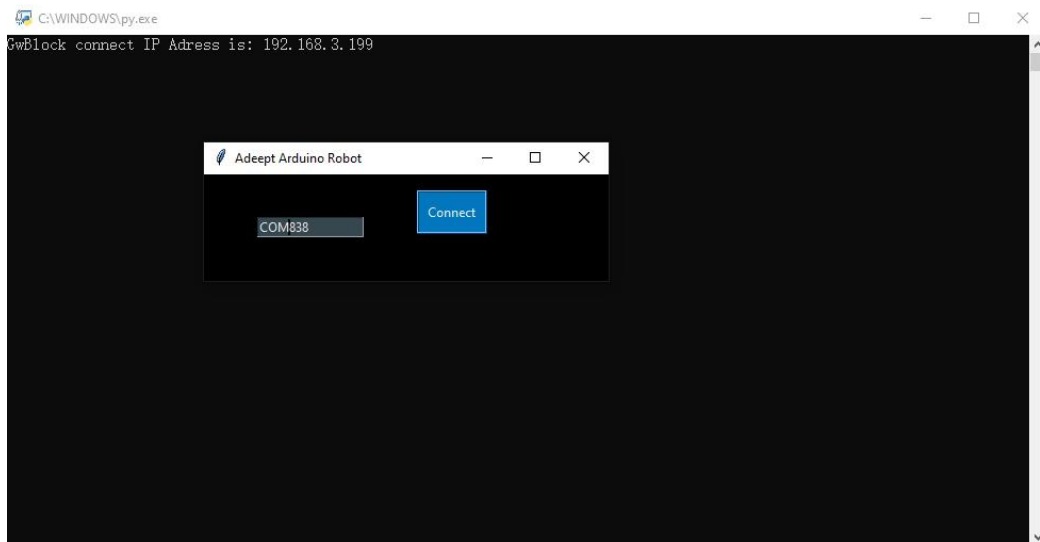 C:\WINDOWS\py.exe
GwBlock connect IP Adress is: 192.168.3.199
Adeept Arduino Robot
Connect
COM838